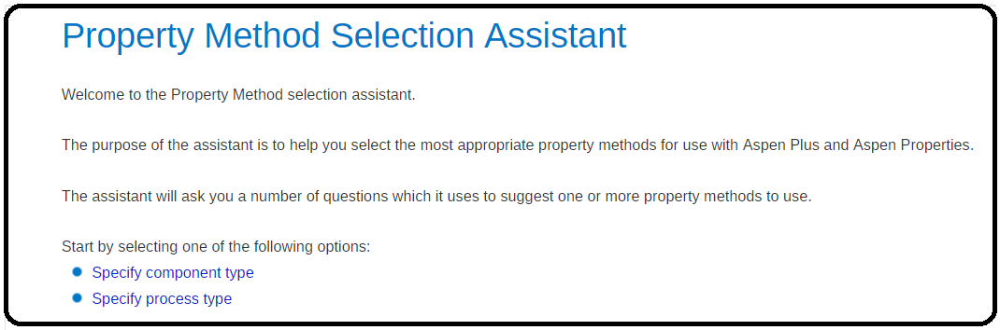 Property Method Selection Assistant
Welcome to the Property Method selection assistant.
The purpose of the assistant is to help you select the most appropriate property methods for use with Aspen Plus and Aspen Properties.
The assistant will ask you a number of questions which it uses to suggest one or more property methods to use.
Start by selecting one of the following options:
Specify component type
Specify process type